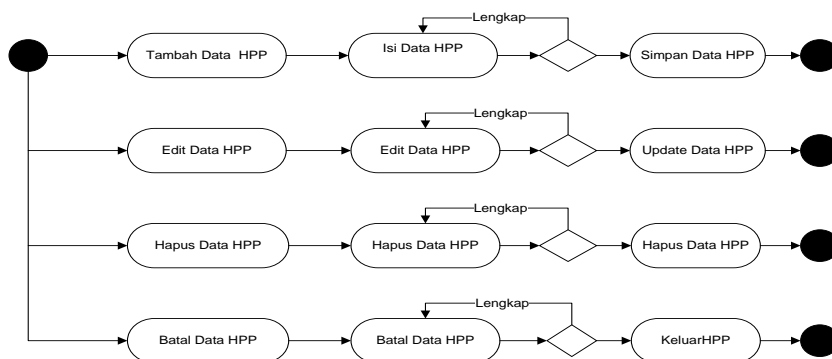 Lengkap
Tambah Data  HPP
Isi Data HPP
Simpan Data HPP
Lengkap
Edit Data HPP
Edit Data HPP
Update Data HPP
Lengkap
Hapus Data HPP
Hapus Data HPP
Hapus Data HPP
Lengkap
Batal Data HPP
Batal Data HPP
KeluarHPP